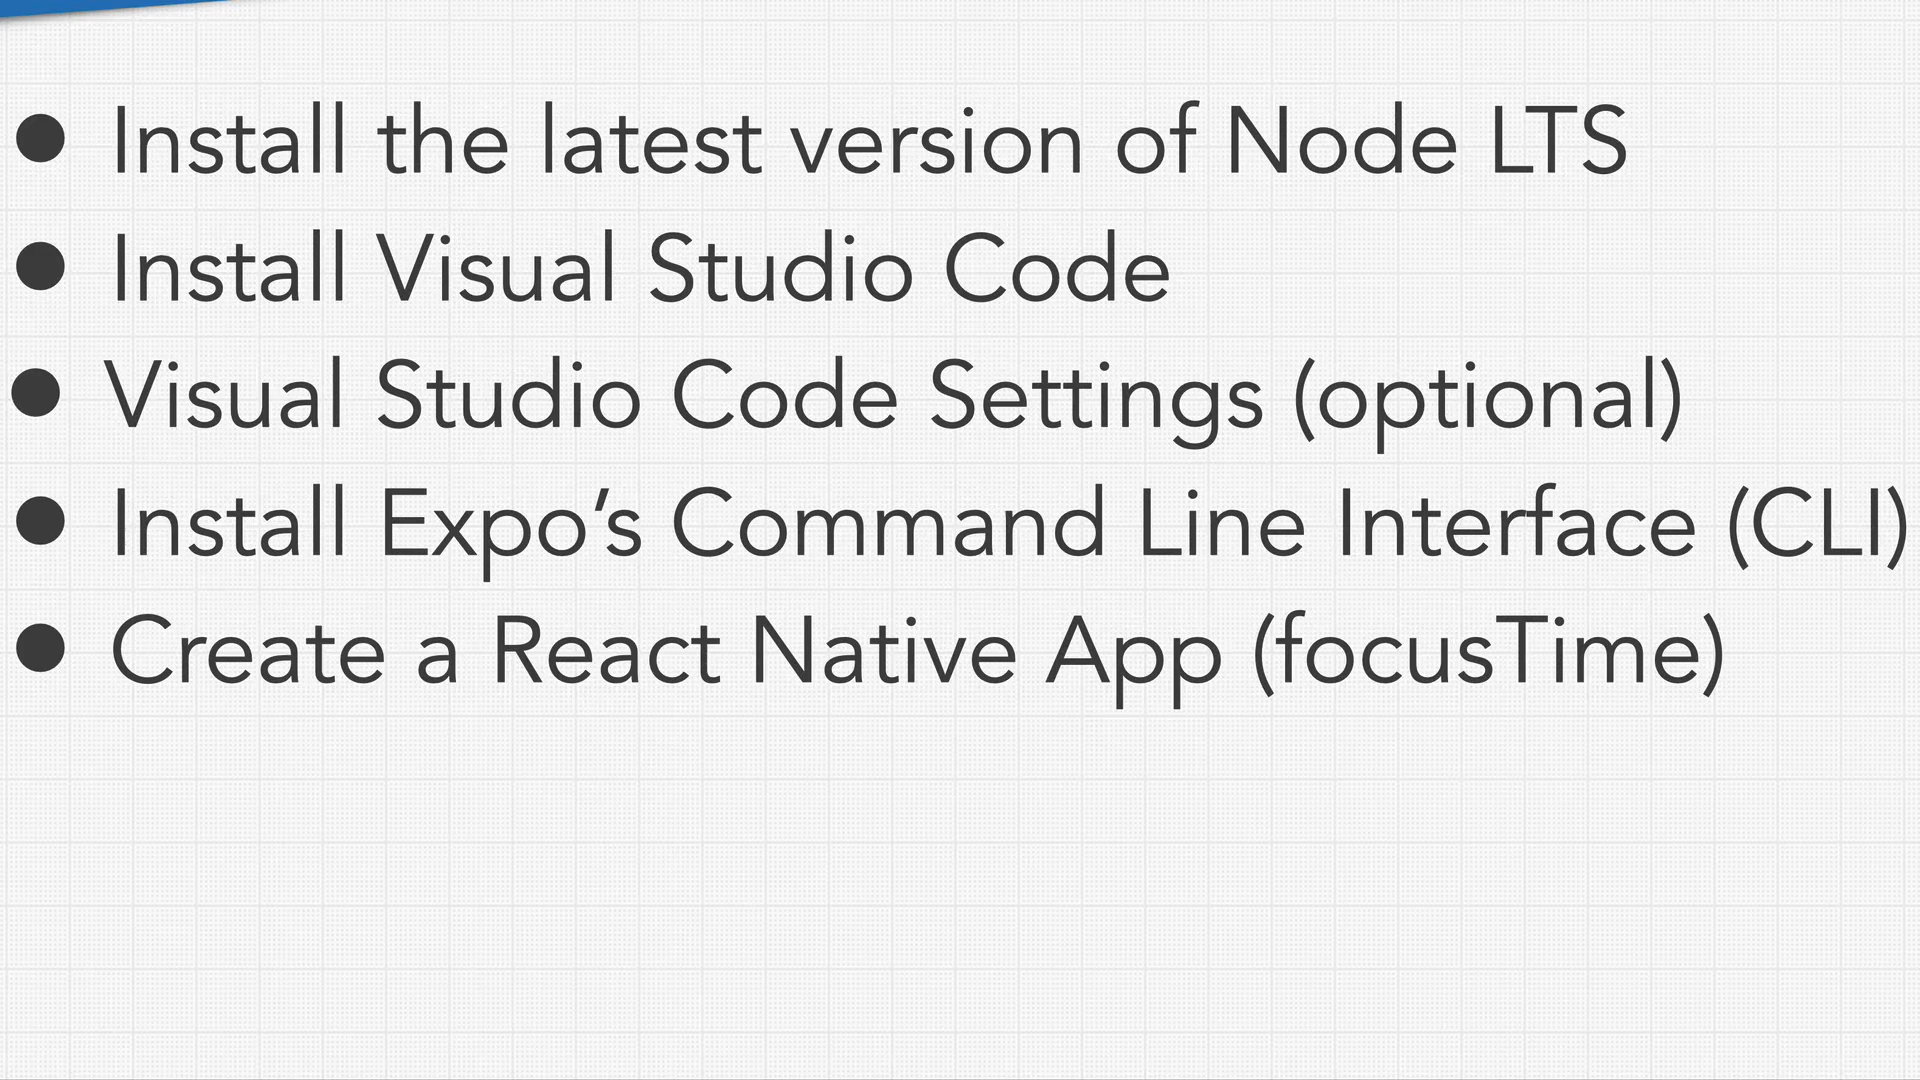 ● Install the latest version of Node LTS
● Install Visual Studio Code
● Visual Studio Code Settings (optional)
● Install Expo’s Command Line Interface (CLI)
● Create a React Native App (focusTime)